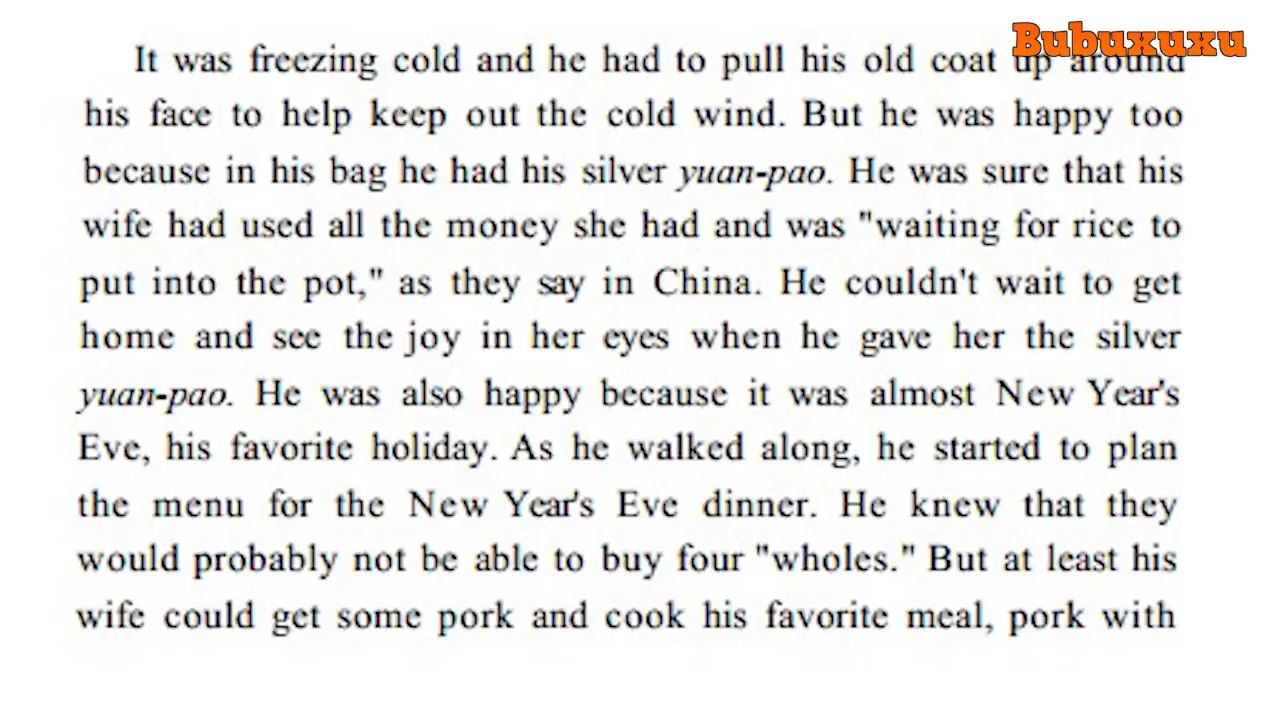 Bubuxuxu
It was freezing cold and he had to pull his old coat up around
his face to help keep out the cold wind. But he was happy too
because in his bag he had his silver yuan-pao. He was sure that his
wife had used all the money she had and was "waiting for rice to
put into the pot," as they say in China. He couldn't wait to get
home and see the joy in her eyes when he gave her the silver
yuan-pao. He was also happy because it was almost New Year's
Eve, his favorite holiday. As he walked along, he started to plan
the menu for the New Year's Eve dinner. He knew that they
would probably not be able to buy four "wholes." But at least his
wife could get some pork and cook his favorite meal, pork with